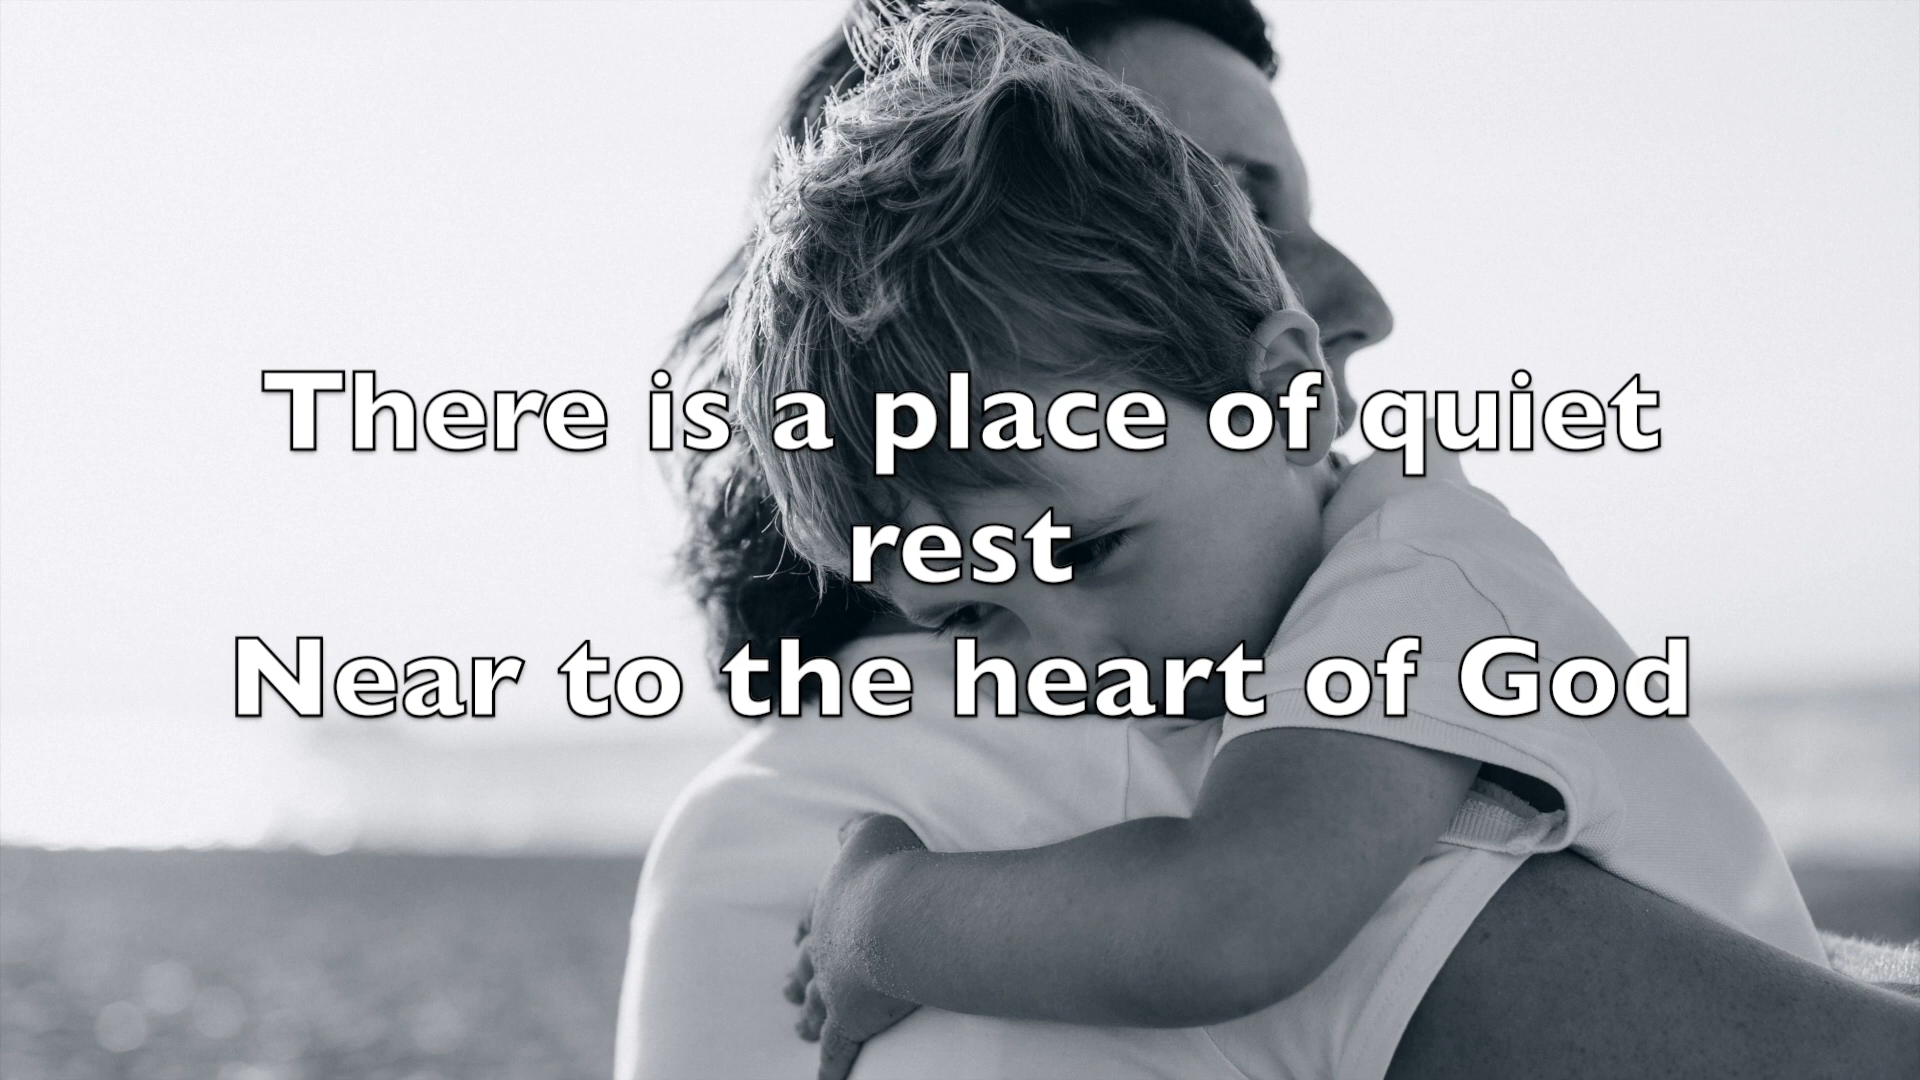 There is a place of quiet
rest
Near to the heart of God